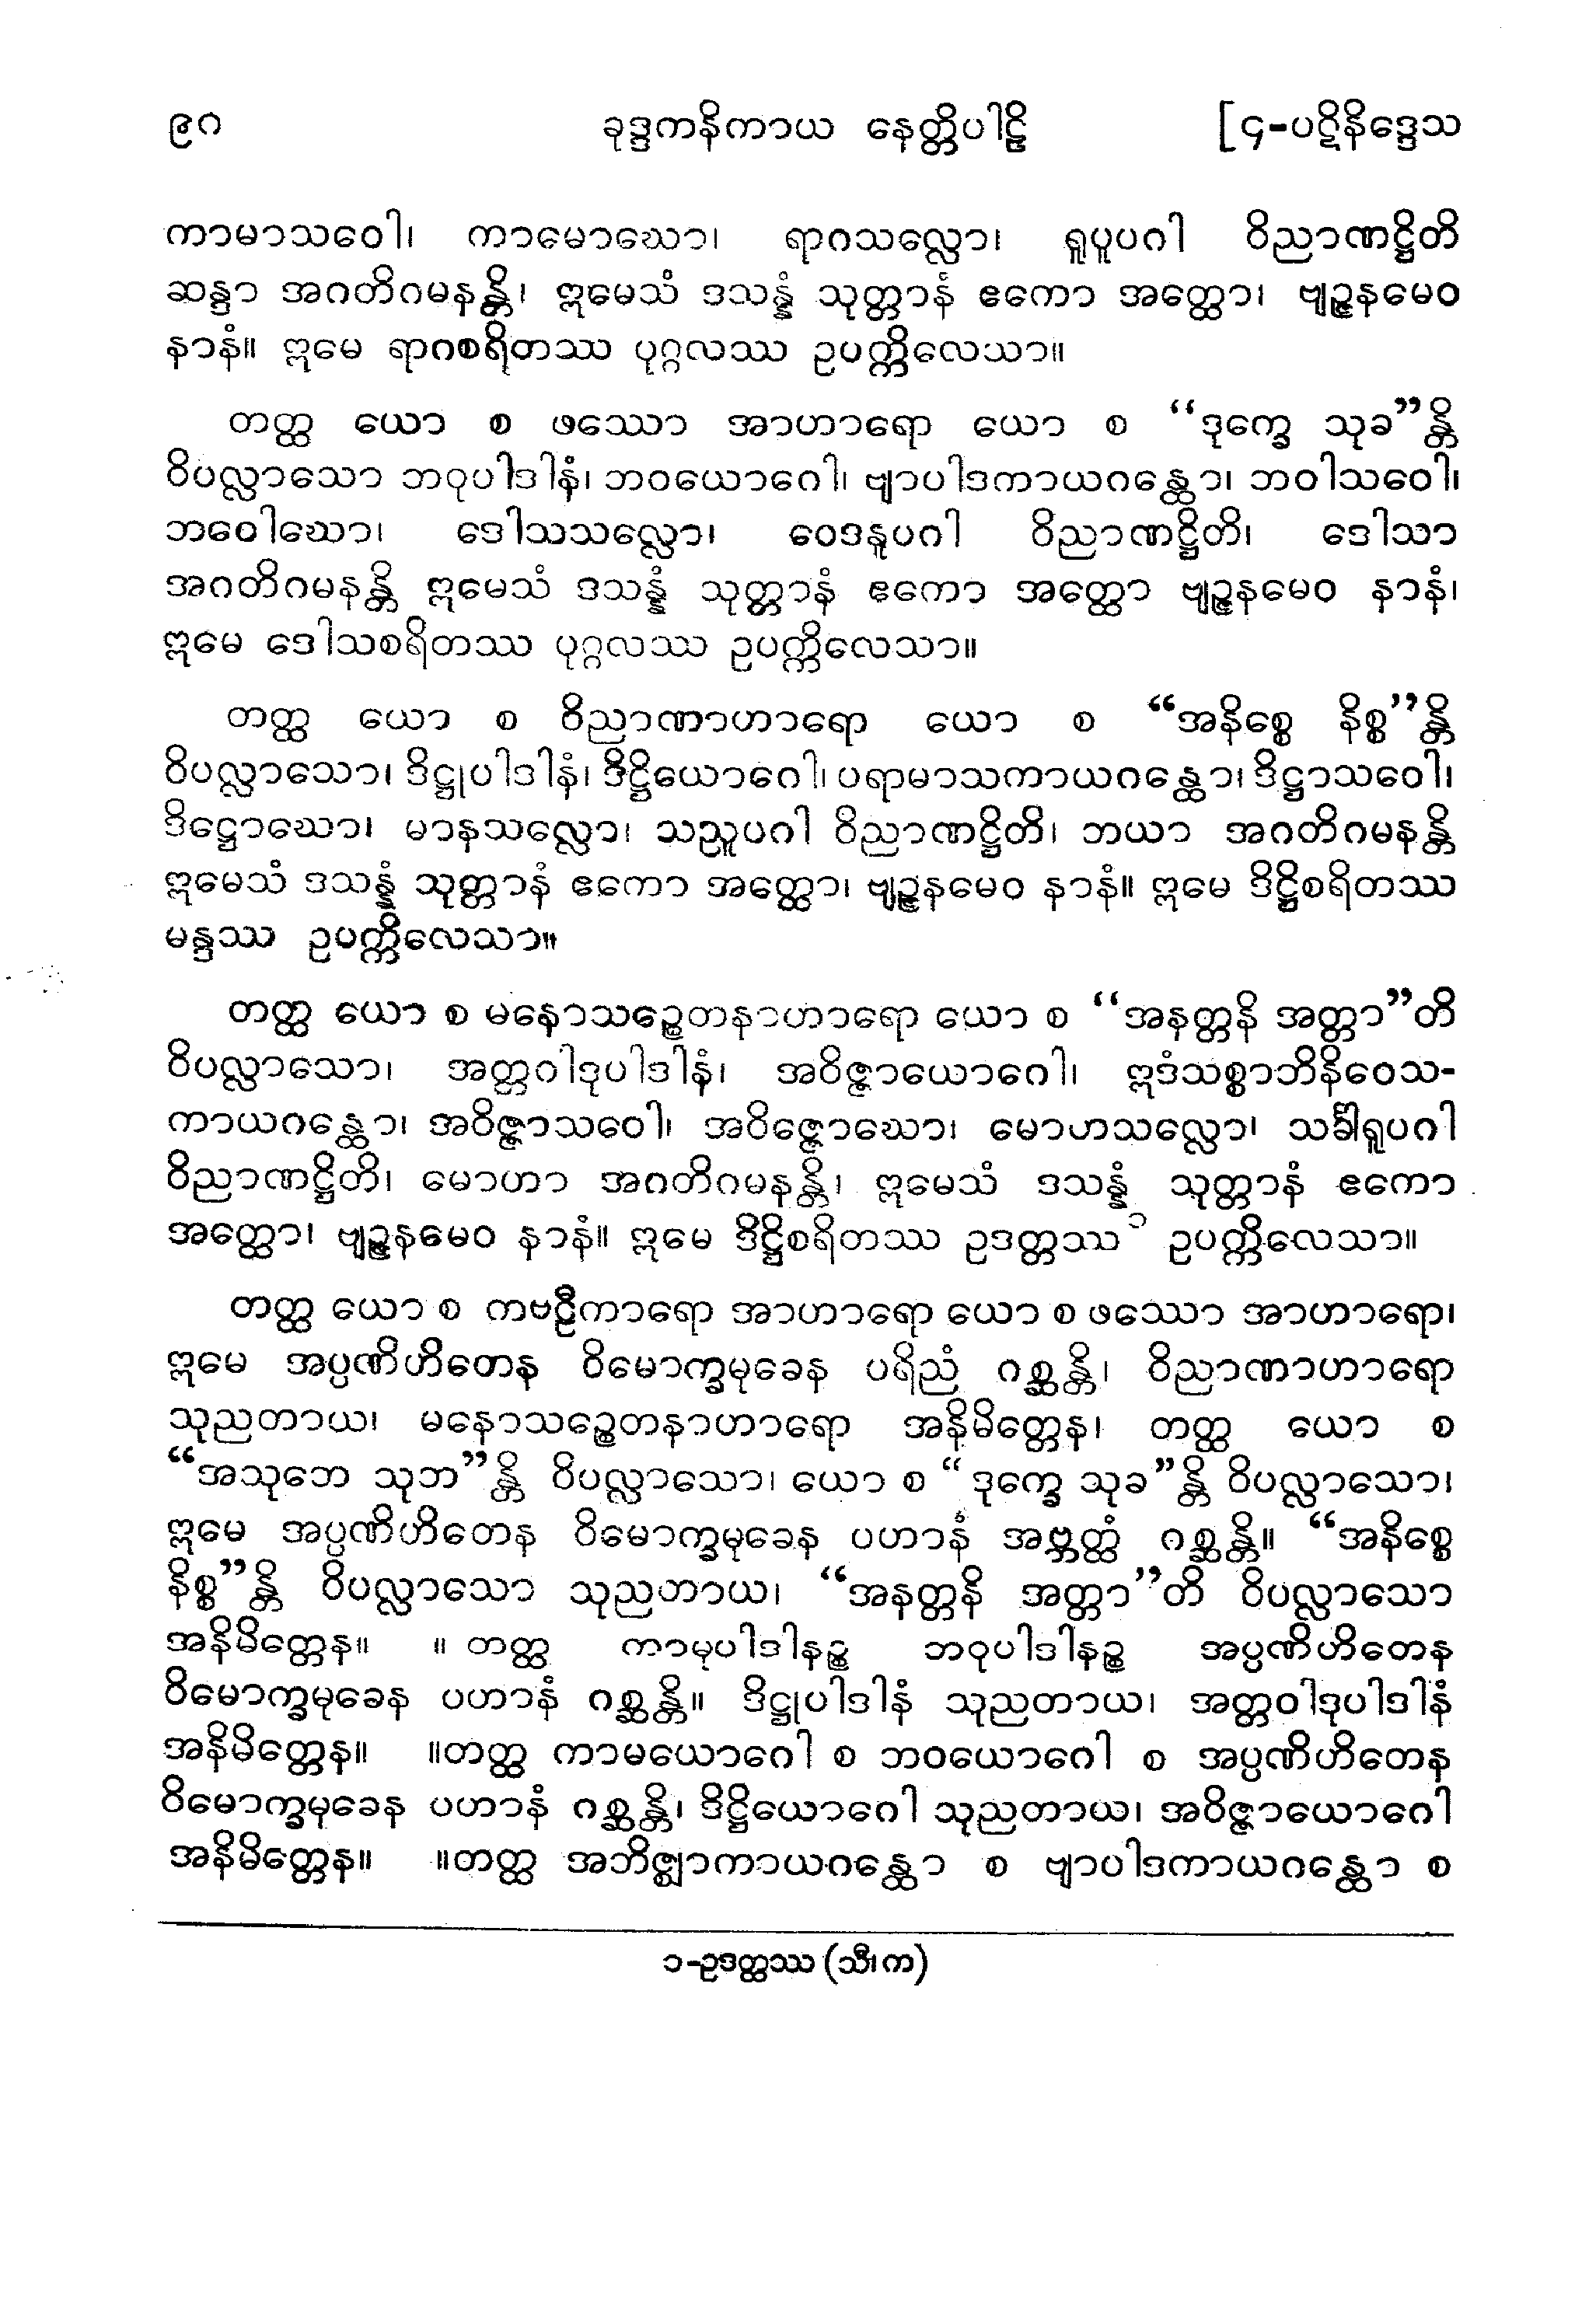 ၉ဂ ခုဒ္ဒကနိကာယ နေတ္တိပါဠိ [၄-ပဋိနိဒ္ဒေသ
ကာမာသဝေါ၊ ကာမောဃော၊ ရာဂသလ္လော၊ ရူပူပဂါ ဝိညာဏဋ္ဌိတိ
ဆန္ဒာ အဂတိဂမနန္တိ၊ ဣမေသံ ဒသန္နံ သုတ္တာနံ ဧကော အတ္ထော၊ ဗျဉ္ဇနမေဝ
နာနံ။ ဣမေ ရာဂစရိတဿ ပုဂ္ဂလဿ ဥပက္ကိလေသာ။
တတ္ထ ယော စ ဖဿော အာဟာရော ယော စ “ဒုက္ခေ သုခ”န္တိ
ဝိပလ္လာသော ဘဝုပါဒါနံ၊ ဘဝယောဂေါ၊ ဗျာပါဒကာယဂန္ထော၊ ဘဝါသဝေါ၊
ဘဝေါဃော၊ ဒေါသသလ္လော၊ ဝေဒနူပဂါ ဝိညာဏဋ္ဌိတိ၊ ဒေါသာ
အဂတိဂမနန္တိ ဣမေသံ ဒသန္နံ သုတ္တာနံ ဧကော အတ္ထော ဗျဉ္ဇနမေဝ နာနံ၊
ဣမေ ဒေါသစရိတဿ ပုဂ္ဂလဿ ဥပက္ကိလေသာ။
တတ္ထ ယော စ ဝိညာဏာဟာရော ယော စ “အနိစ္စေ နိစ္စ”န္တိ
ဝိပလ္လာသော၊ ဒိဋ္ဌုပါဒါနံ၊ ဒိဋ္ဌိယောဂေါ၊ ပရာမာသကာယဂန္ထော၊ ဒိဋ္ဌာသဝေါ၊
ဒိဋ္ဌောဃော၊ မာနသလ္လော၊ သညူပဂါ ဝိညာဏဋ္ဌိတိ၊ ဘယာ အဂတိဂမနန္တိ
ဣမေသံ ဒသန္နံ သုတ္တာနံ ဧကော အတ္ထော၊ ဗျဉ္ဇနမေဝ နာနံ။ ဣမေ ဒိဋ္ဌိစရိတဿ
မန္ဒဿ ဥပက္ကိလေသာ။
တတ္ထ ယော စ မနောသဉ္စေတနာဟာရော ယော စ “အနတ္တနိ အတ္တာ”တိ
ဝိပလ္လာသော၊ အတ္တဝါဒုပါဒါနံ၊ အဝိဇ္ဇာယောဂေါ၊ ဣဒံသစ္စာဘိနိဝေသ-
ကာယဂန္ထော၊ အဝိဇ္ဇာသဝေါ၊ အဝိဇ္ဇောဃော၊ မောဟသလ္လော၊ သင်္ခါရူပဂါ
ဝိညာဏဋ္ဌိတိ၊ မောဟာ အဂတိဂမနန္တိ၊ ဣမေသံ ဒသန္နံ သုတ္တာနံ ဧကော
အတ္ထော၊ ဗျဉ္ဇနမေဝ နာနံ။ ဣမေ ဒိဋ္ဌိစရိတဿ ဥဒတ္တဿ ၁ ဥပက္ကိလေသာ။
တတ္ထ ယော စ ကဗဠီကာရော အာဟာရော ယော စ ဖဿော အာဟာရော၊
ဣမေ အပ္ပဏိဟိတေန ဝိမောက္ခမုခေန ပရိညံ ဂစ္ဆန္တိ၊ ဝိညာဏာဟာရော
သုညတာယ၊ မနောသဉ္စေတနာဟာရော အနိမိတ္တေန၊ တတ္ထ ယော စ
“အသုဘေ သုဘ”န္တိ ဝိပလ္လာသော၊ ယော စ “ဒုက္ခေ သုခ”န္တိ ဝိပလ္လာသော၊
ဣမေ အပ္ပဏိဟိတေန ဝိမောက္ခမုခေန ပဟာနံ အဗ္ဘတ္ထံ ဂစ္ဆန္တိ။ “အနိစ္စေ
နိစ္စ”န္တိ ဝိပလ္လာသော သုညတာယ၊ “အနတ္တနိ အတ္တာ”တိ ဝိပလ္လာသော
အနိမိတ္တေန။ ။ တတ္ထ ကာမုပါဒါနဉ္စ ဘဝုပါဒါနဉ္စ အပ္ပဏိဟိတေန
ဝိမောက္ခမုခေန ပဟာနံ ဂစ္ဆန္တိ။ ဒိဋ္ဌုပါဒါနံ သုညတာယ၊ အတ္တဝါဒုပါဒါနံ
အနိမိတ္တေန။ ။တတ္ထ ကာမယောဂေါ စ ဘဝယောဂေါ စ အပ္ပဏိဟိတေန
ဝိမောက္ခမုခေန ပဟာနံ ဂစ္ဆန္တိ၊ ဒိဋ္ဌိယောဂေါ သုညတာယ၊ အဝိဇ္ဇာယောဂေါ
အနိမိတ္တေန။ ။တတ္ထ အဘိဇ္ဈာကာယဂန္ထော စ ဗျာပါဒကာယဂန္ထော စ
၁-ဥဒတ္ထဿ (သီ၊က)